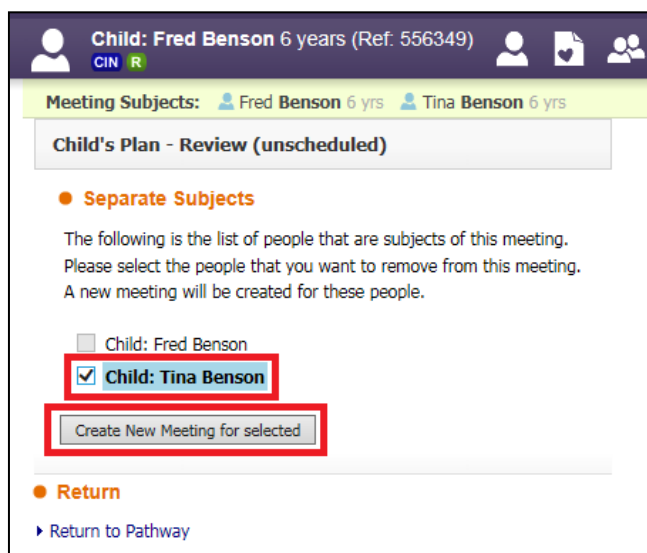 Child: Fred Benson 6 years (Ref: 556349)
CIN R
Meeting Subjects: Fred Benson 6 yrs Tina Benson 6 yrs
Child's Plan - Review (unscheduled)
Separate Subjects
The following is the list of people that are subjects of this meeting.
Please select the people that you want to remove from this meeting.
A new meeting will be created for these people.
Child: Fred Benson
Child: Tina Benson
Create New Meeting for selected
Return
Return to Pathway